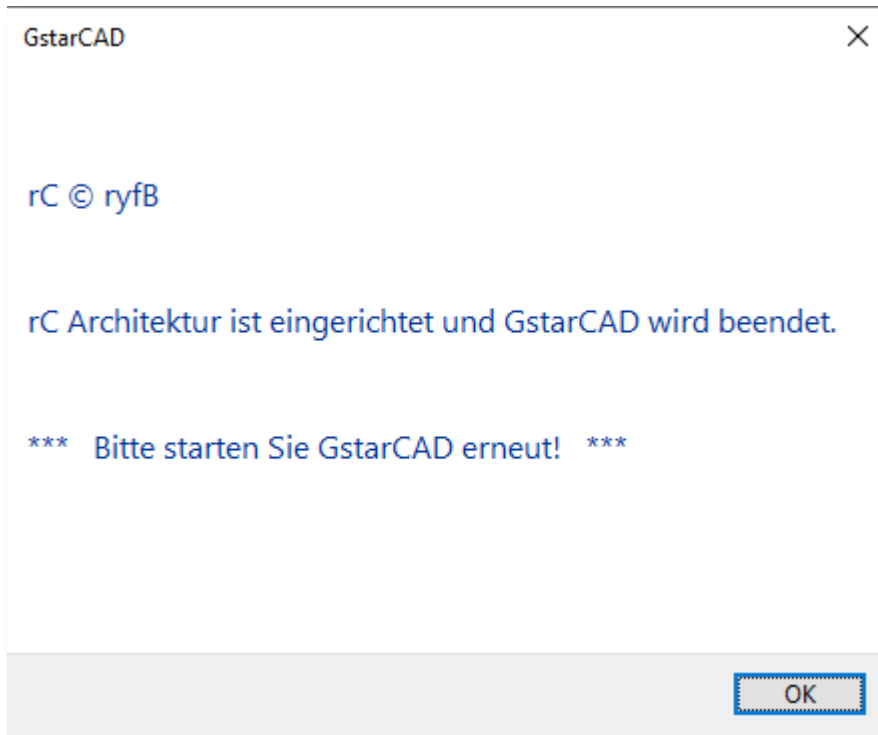 GstarCAD
rC © ryfB
rC Architektur ist eingerichtet und GstarCAD wird beendet.
*** Bitte starten Sie GstarCAD erneut! ***
OK